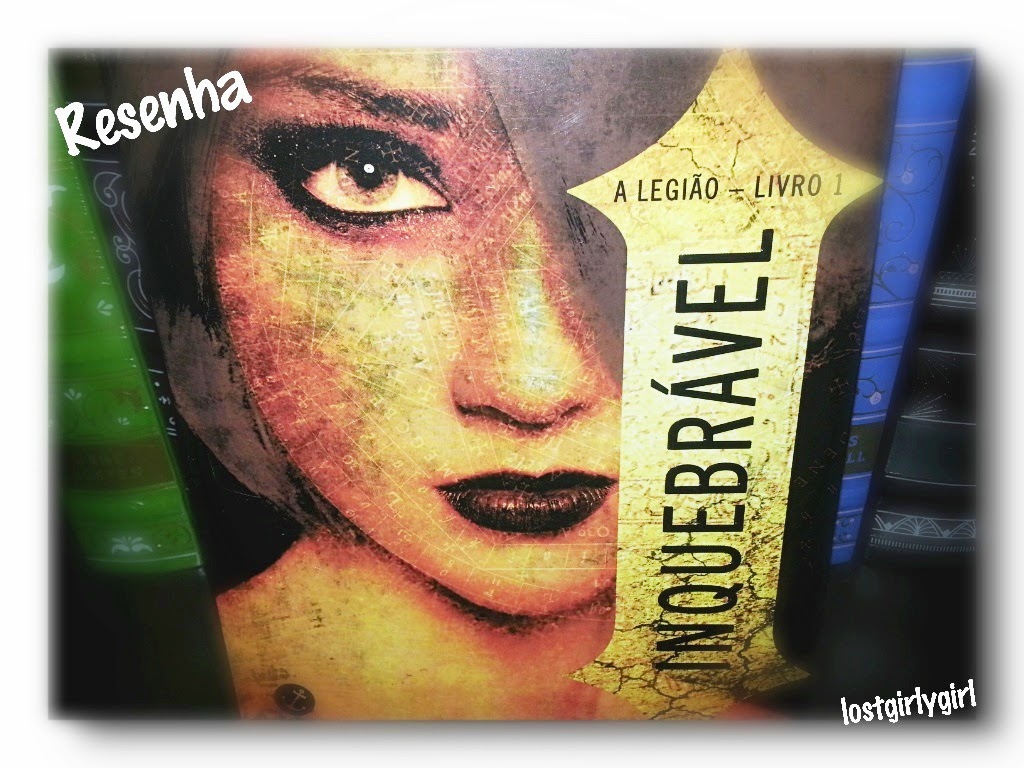 Resenha
A LEGIÃO – LIVRO 1
INQUEBRÁVEL
lostgirlygirl